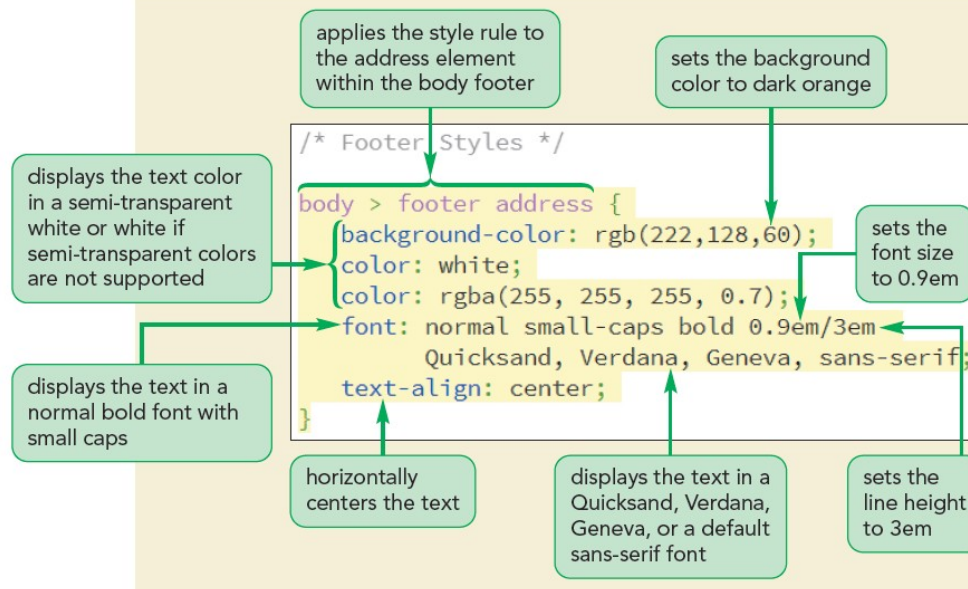 applies the style rule to
the address element
within the body footer
sets the background
color to dark orange
/* Footer Styles */
displays the text color
in a semi-transparent
white or white if
semi-transparent colors
are not supported
body > footer address {
background-color: rgb(222,128,60);
color: white;
color: rgba(255, 255, 255, 0.7);
font: normal small-caps bold 0.9em/3em
Quicksand, Verdana, Geneva, sans-serif;
text-align: center;
}
sets the
font size
to 0.9em
displays the text in a
normal bold font with
small caps
horizontally
centers the text
displays the text in a
Quicksand, Verdana,
Geneva, or a default
sans-serif font
sets the
line height
to 3em